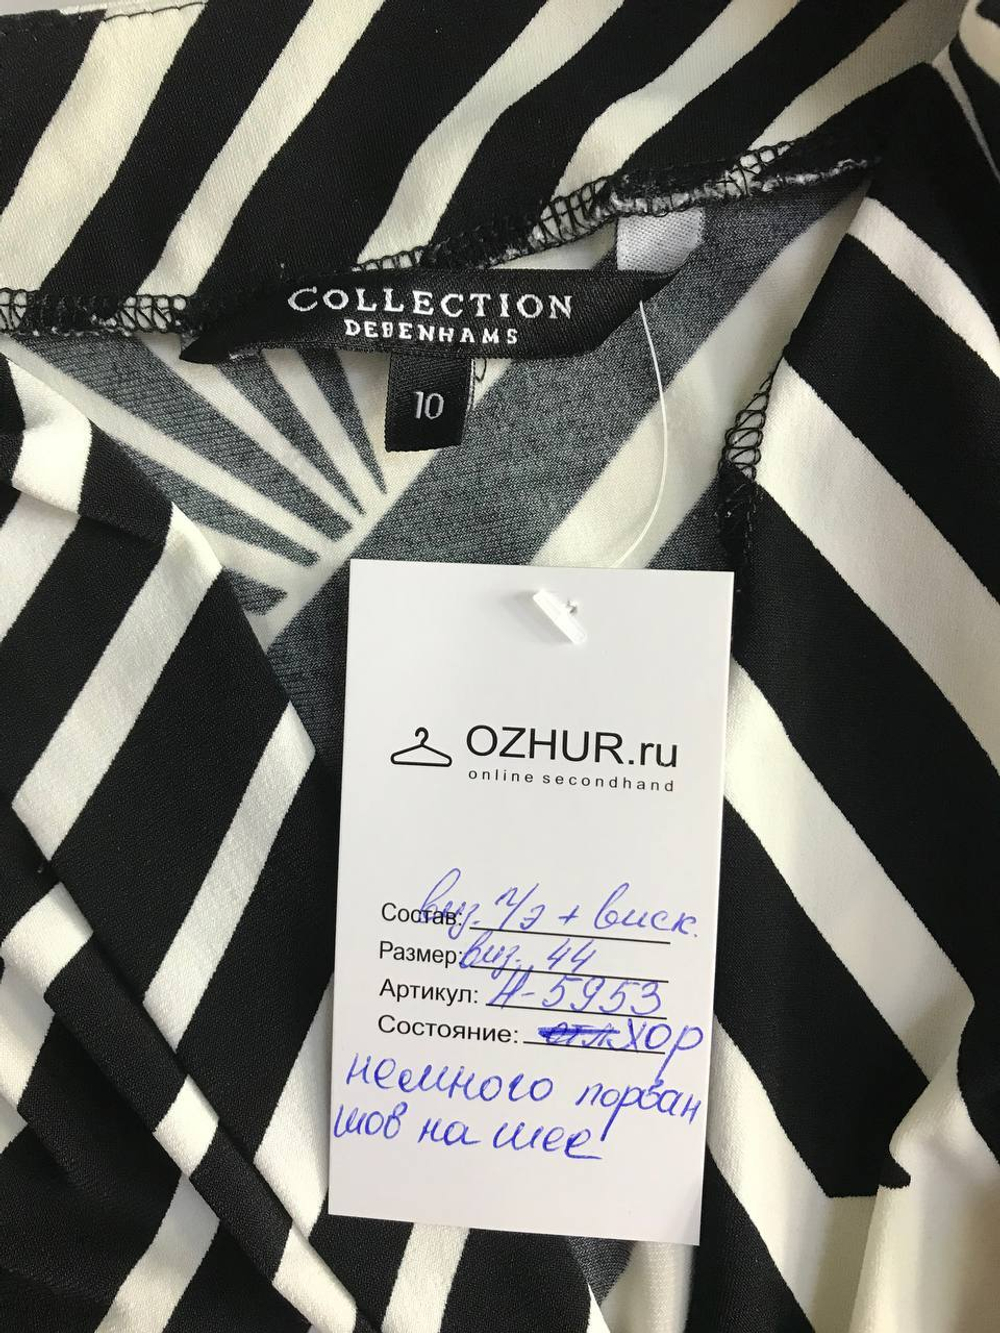 COLLECTION
DEBENHAMS
10
OZHUR.ru
online secondhand
Состав: виз. п/э + виск.
Размер: виз. 44
Артикул: Н-5953
Состояние: отл. хор
немного порван
шов на шее